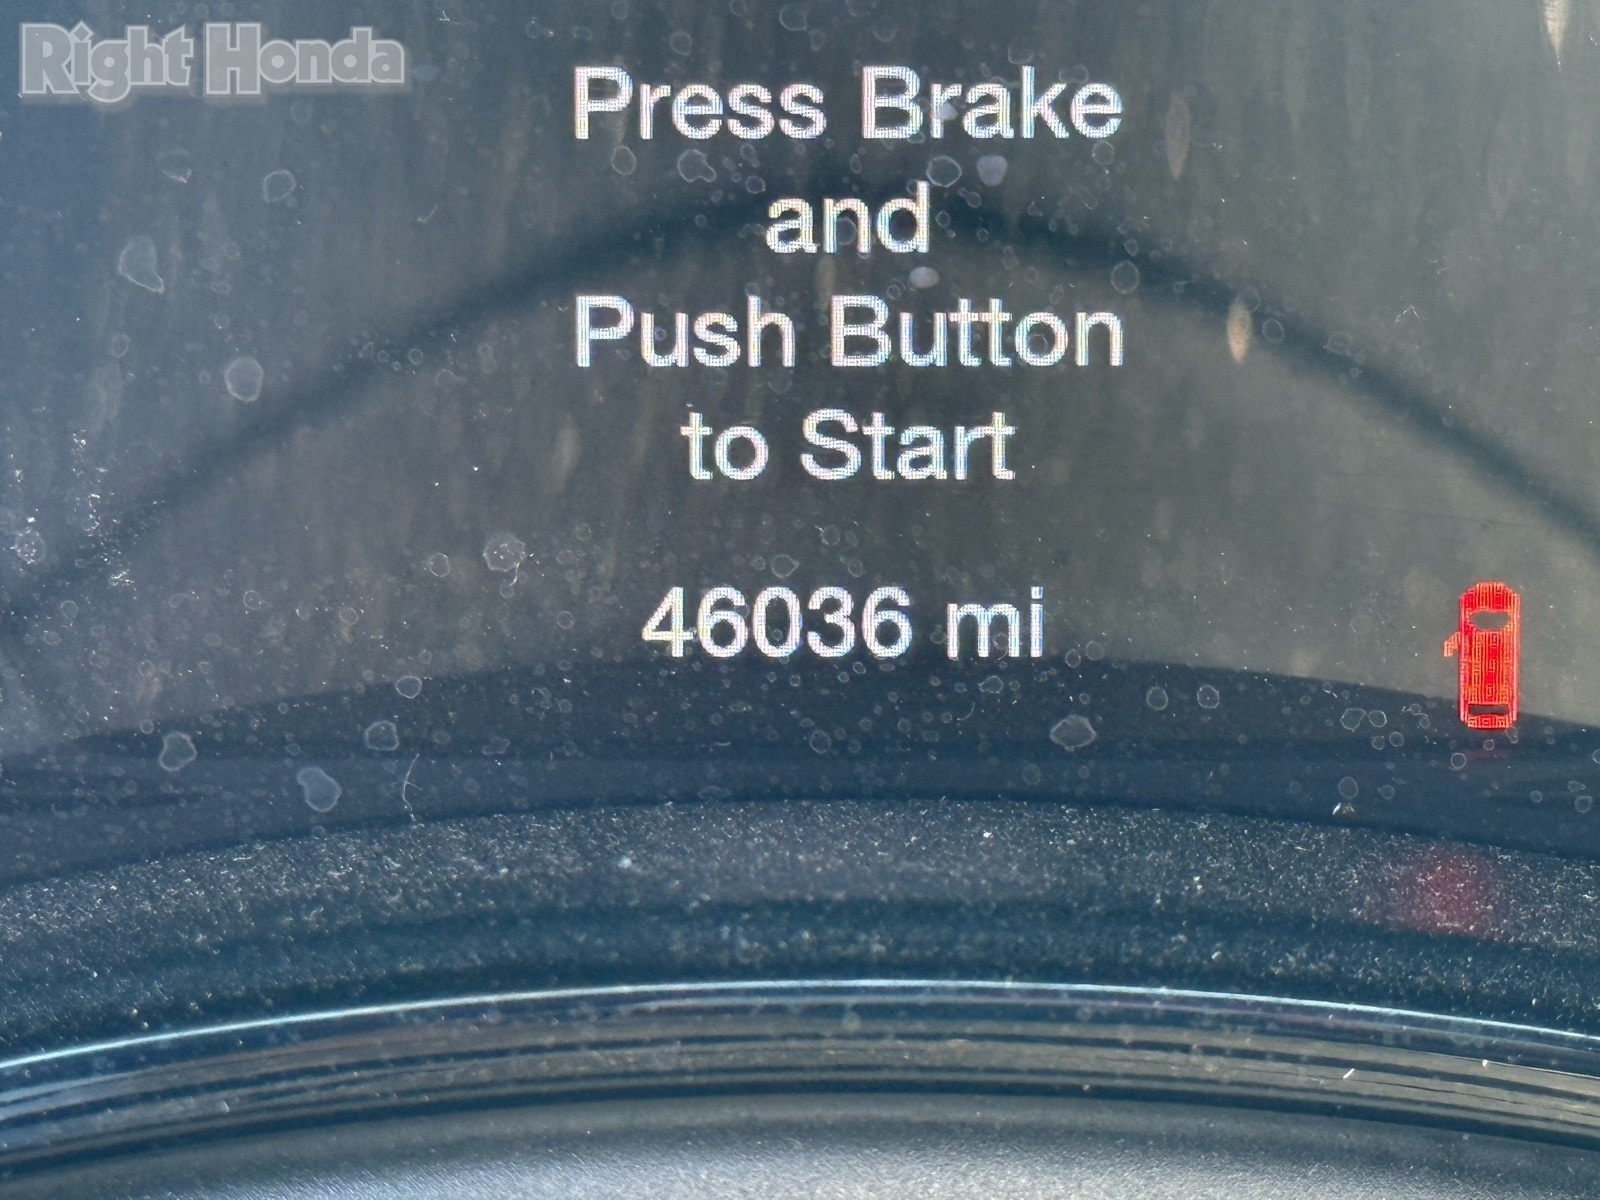 Right Honda
Press Brake
and
Push Button
to Start
46036 mi